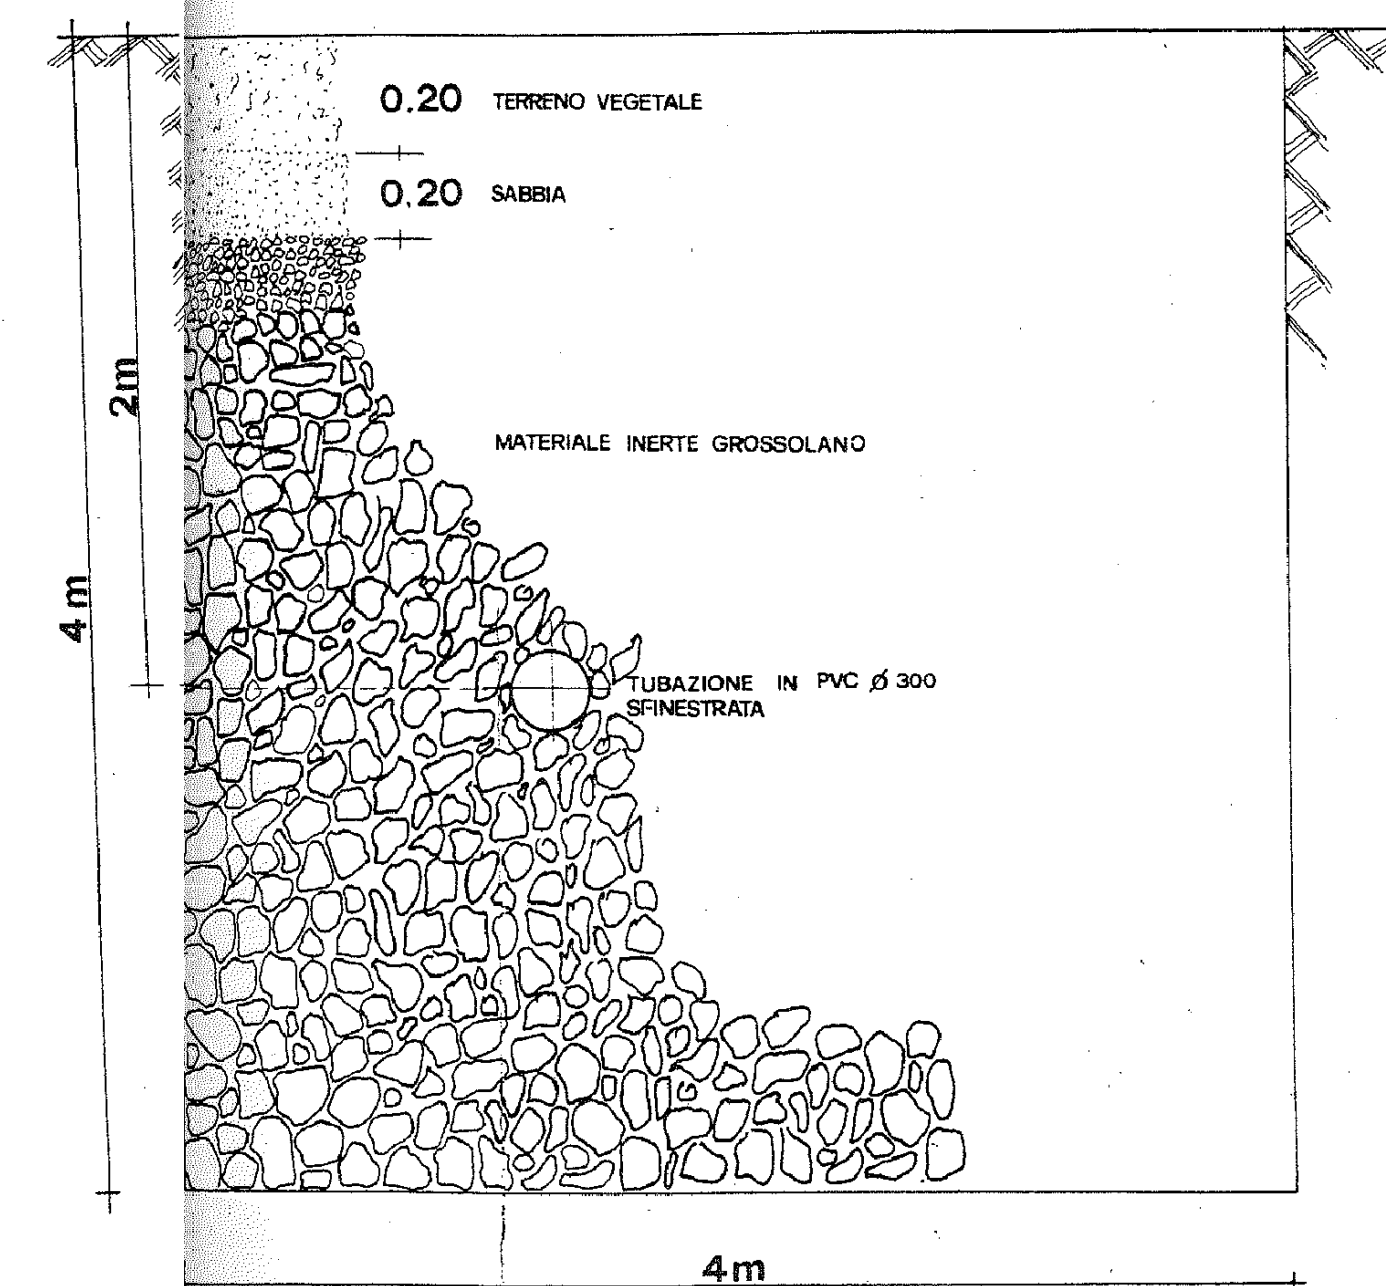 0.20 TERRENO VEGETALE
0.20 SABBIA
2m
MATERIALE INERTE GROSSOLANO
4m
TUBAZIONE IN PVC Ø 300
SFINESTRATA
4m